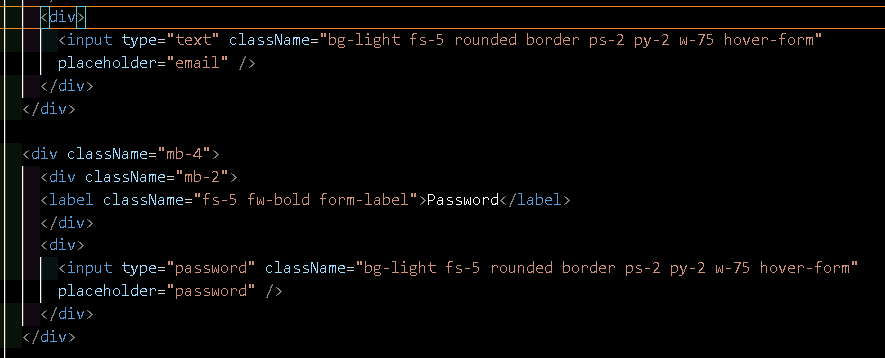 <div>
<input type="text" className="bg-light fs-5 rounded border ps-2 py-2 w-75 hover-form"
placeholder="email" />
</div>
</div>
<div className="mb-4">
<div className="mb-2">
<label className="fs-5 fw-bold form-label">Password</label>
</div>
<div>
<input type="password" className="bg-light fs-5 rounded border ps-2 py-2 w-75 hover-form"
placeholder="password" />
</div>
</div>